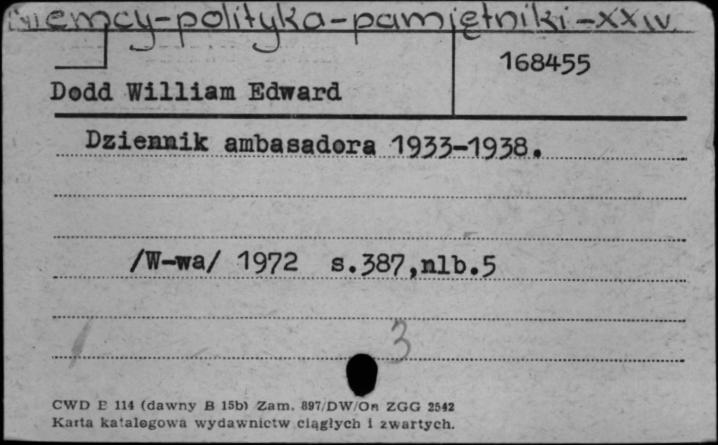 Niemcy-polityka-pamiętniki-XXw.
168455
Dodd William Edward
Dziennik ambasadora 1933-1938.
/W-wa/ 1972 s.387,nlb.5
3
CWD E 114 (dawny B 15b) Zam. 897/DW/On ZGG 2542
Karta katalogowa wydawnictw ciągłych i zwartych.